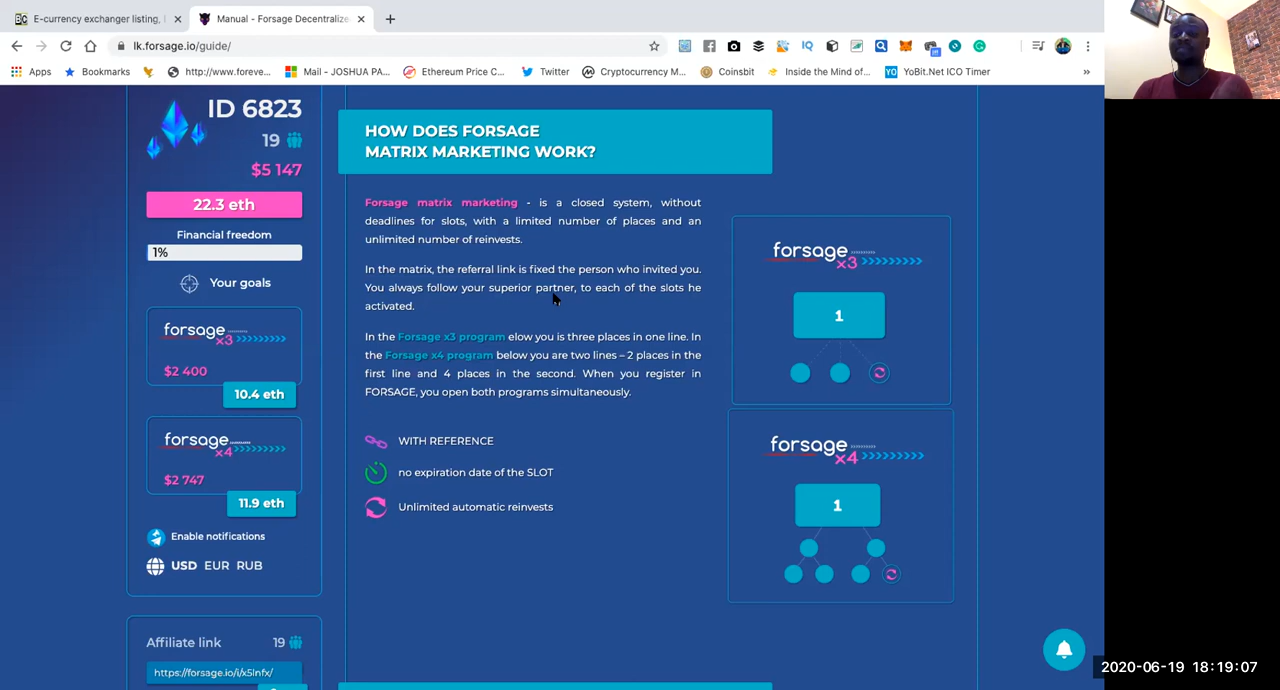 E-currency exchanger listing,
Manual - Forsage Decentralize
lk.forsage.io/guide/
IQ
off
Apps
Bookmarks
http://www.foreve...
Mail - JOSHUA PA...
Ethereum Price C...
Twitter
Cryptocurrency M...
Coinsbit
Inside the Mind of...
YO
YoBit.Net ICO Timer
»
ID 6823
19
$5 147
22.3 eth
Financial freedom
1%
Your goals
forsage
x3
$2 400
10.4 eth
forsage
x4
$2 747
11.9 eth
Enable notifications
USD EUR RUB
Affiliate link 19
https://forsage.io/i/x5lnfx/
HOW DOES FORSAGE
MATRIX MARKETING WORK?
Forsage matrix marketing - is a closed system, without
deadlines for slots, with a limited number of places and an
unlimited number of reinvests.
In the matrix, the referral link is fixed the person who invited you.
You always follow your superior partner, to each of the slots he
activated.
In the Forsage x3 program elow you is three places in one line. In
the Forsage x4 program below you are two lines – 2 places in the
first line and 4 places in the second. When you register in
FORSAGE, you open both programs simultaneously.
WITH REFERENCE
no expiration date of the SLOT
Unlimited automatic reinvests
forsage
x3
1
forsage
x4
1
2020-06-19 18:19:07